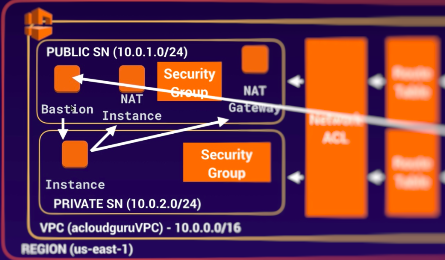 PUBLIC SN (10.0.1.0/24)
Security
Group
Bastion
NAT
Instance
NAT
Gateway
Network
ACL
Route
Table
Security
Group
Route
Table
Instance
PRIVATE SN (10.0.2.0/24)
VPC (acloudguruVPC) - 10.0.0.0/16
REGION (us-east-1)